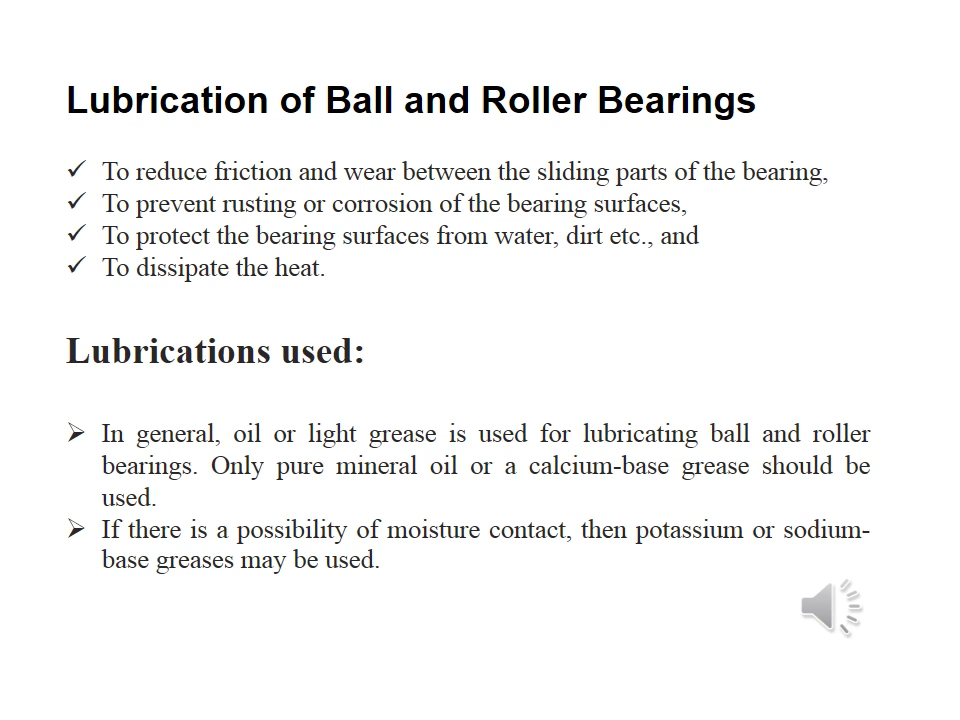 Lubrication of Ball and Roller Bearings
✓ To reduce friction and wear between the sliding parts of the bearing,
✓ To prevent rusting or corrosion of the bearing surfaces,
✓ To protect the bearing surfaces from water, dirt etc., and
✓ To dissipate the heat.
Lubrications used:
➢ In general, oil or light grease is used for lubricating ball and roller
bearings. Only pure mineral oil or a calcium-base grease should be
used.
➢ If there is a possibility of moisture contact, then potassium or sodium-
base greases may be used.